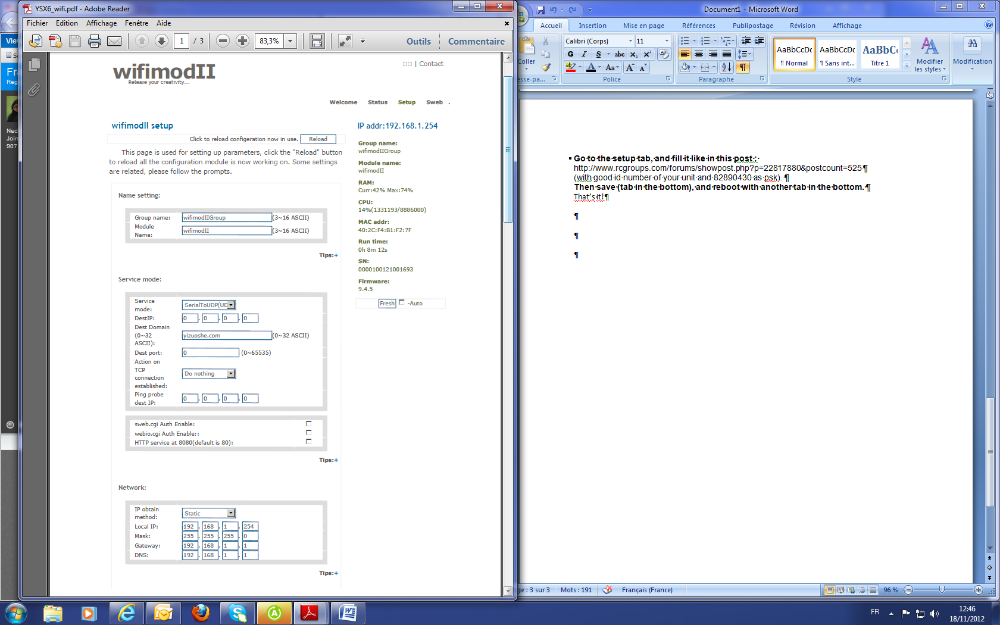 YSX6_wifi.pdf - Adobe Reader
Fichier Edition Affichage Fenêtre Aide
1 / 3 83,3% Outils Commentaire
wifimodII
Release your creativity...
| Contact
Welcome Status Setup Sweb .
wifimodII setup
Click to reload configeration now in use. Reload
This page is used for setting up parameters, click the "Reload" button
to reload all the configuration module is now working on. Some settings
are related, please follow the prompts.
Name setting:
Group name: wifimodIIGroup (3~16 ASCII)
Module
Name: wifimodII (3~16 ASCII)
Tips:+
Service mode:
Service
mode: SerialToUDP(UD
DestIP: 0 . 0 . 0 . 0
Dest Domain
(0~32
ASCII): yizuoshe.com (0~32 ASCII)
Dest port: 0 (0~65535)
Action on
TCP
connection
established: Do nothing
Ping probe
dest IP: 0 . 0 . 0 . 0
sweb.cgi Auth Enable:
webio.cgi Auth Enable::
HTTP service at 8080(default is 80):
Tips:+
Network:
IP obtain
method: Static
Local IP: 192 . 168 . 1 . 254
Mask: 255 . 255 . 255 . 0
Gateway: 192 . 168 . 1 . 1
DNS: 192 . 168 . 1 . 1
Tips:+
IP addr:192.168.1.254
Group name:
wifimodIIGroup
Module name:
wifimodII
RAM:
Curr:42% Max:74%
CPU:
14%(1331193/8886000)
MAC addr:
40:2C:F4:B1:F2:7F
Run time:
0h 8m 12s
SN:
0000100121001693
Firmware:
9.4.5
Fresh -Auto
Document1 - Microsoft Word
Accueil Insertion Mise en page Références Publipostage Révision Affichage
Coller
Calibri (Corps) 11
G I S abc x₂ x²
Aa A A
AaBbCcDc AaBbCcDc AaBbCc
¶ Normal ¶ Sans int... Titre 1
Modifier
les styles
Modification
esse-pa... Police Paragraphe Style
Go to the setup tab, and fill it like in this post :
http://www.rcgroups.com/forums/showpost.php?p=22817880&postcount=525¶
(with good id number of your unit and 82890430 as psk). ¶
Then save (tab in the bottom), and reboot with another tab in the bottom. ¶
That's it!¶
¶
¶
¶
ge : 3 sur 3 Mots : 191 Français (France) 96 %
Ned
Join
907
FR
12:46
18/11/2012